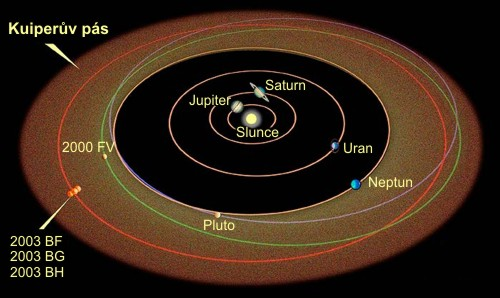 Kuiperův pás
Saturn
Jupiter
Slunce
2000 FV
Uran
Neptun
Pluto
2003 BF
2003 BG
2003 BH